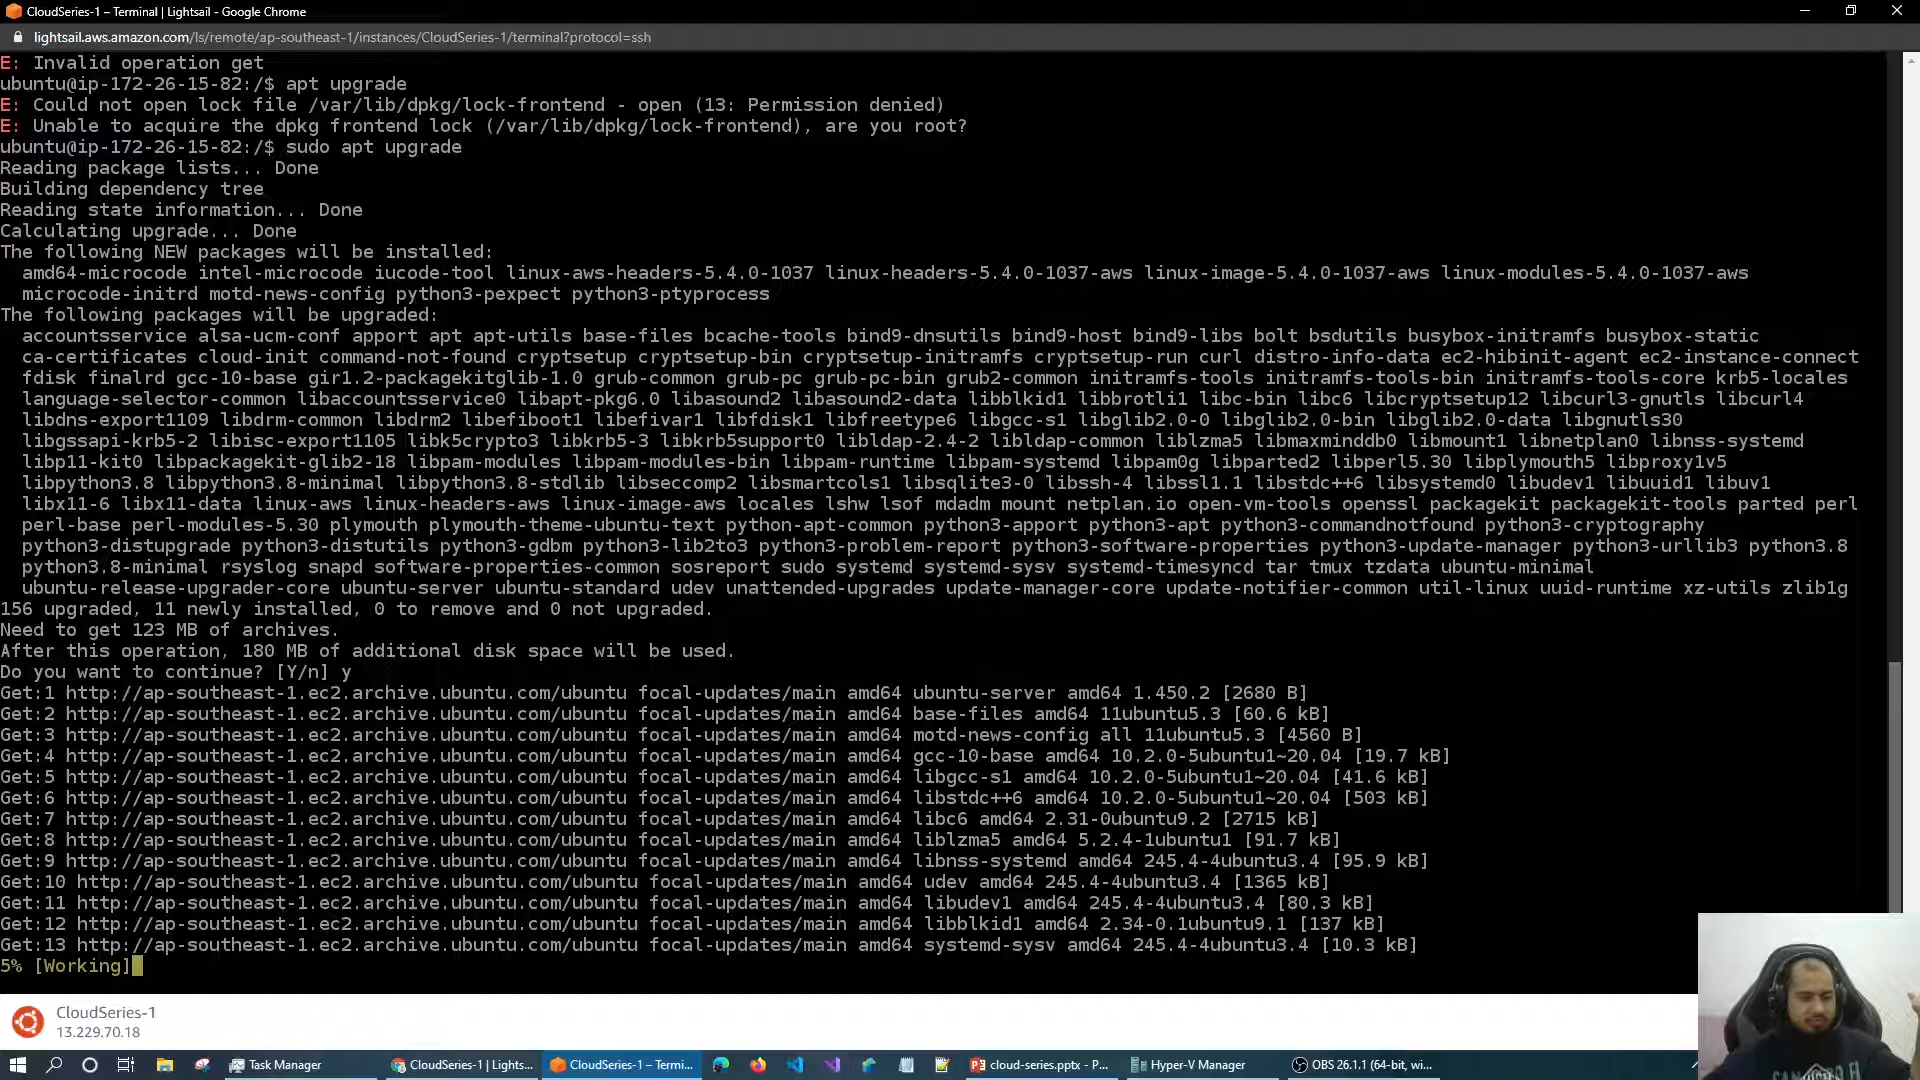 CloudSeries-1 – Terminal | Lightsail - Google Chrome
lightsail.aws.amazon.com/ls/remote/ap-southeast-1/instances/CloudSeries-1/terminal?protocol=ssh
E: Invalid operation get
ubuntu@ip-172-26-15-82:/$ apt upgrade
E: Could not open lock file /var/lib/dpkg/lock-frontend - open (13: Permission denied)
E: Unable to acquire the dpkg frontend lock (/var/lib/dpkg/lock-frontend), are you root?
ubuntu@ip-172-26-15-82:/$ sudo apt upgrade
Reading package lists... Done
Building dependency tree
Reading state information... Done
Calculating upgrade... Done
The following NEW packages will be installed:
amd64-microcode intel-microcode iucode-tool linux-aws-headers-5.4.0-1037 linux-headers-5.4.0-1037-aws linux-image-5.4.0-1037-aws linux-modules-5.4.0-1037-aws
microcode-initrd motd-news-config python3-pexpect python3-ptyprocess
The following packages will be upgraded:
accountsservice alsa-ucm-conf apport apt apt-utils base-files bcache-tools bind9-dnsutils bind9-host bind9-libs bolt bsdutils busybox-initramfs busybox-static
ca-certificates cloud-init command-not-found cryptsetup cryptsetup-bin cryptsetup-initramfs cryptsetup-run curl distro-info-data ec2-hibinit-agent ec2-instance-connect
fdisk finalrd gcc-10-base gir1.2-packagekitglib-1.0 grub-common grub-pc grub-pc-bin grub2-common initramfs-tools initramfs-tools-bin initramfs-tools-core krb5-locales
language-selector-common libaccountsservice0 libapt-pkg6.0 libasound2 libasound2-data libblkid1 libbrotli1 libc-bin libc6 libcryptsetup12 libcurl3-gnutls libcurl4
libdns-export1109 libdrm-common libdrm2 libefiboot1 libefivar1 libfdisk1 libfreetype6 libgcc-s1 libglib2.0-0 libglib2.0-bin libglib2.0-data libgnutls30
libgssapi-krb5-2 libisc-export1105 libk5crypto3 libkrb5-3 libkrb5support0 libldap-2.4-2 libldap-common liblzma5 libmaxminddb0 libmount1 libnetplan0 libnss-systemd
libp11-kit0 libpackagekit-glib2-18 libpam-modules libpam-modules-bin libpam-runtime libpam-systemd libpam0g libparted2 libperl5.30 libplymouth5 libproxy1v5
libpython3.8 libpython3.8-minimal libpython3.8-stdlib libseccomp2 libsmartcols1 libsqlite3-0 libssh-4 libssl1.1 libstdc++6 libsystemd0 libudev1 libuuid1 libuv1
libx11-6 libx11-data linux-aws linux-headers-aws linux-image-aws locales lshw lsof mdadm mount netplan.io open-vm-tools openssl packagekit packagekit-tools parted perl
perl-base perl-modules-5.30 plymouth plymouth-theme-ubuntu-text python-apt-common python3-apport python3-apt python3-commandnotfound python3-cryptography
python3-distupgrade python3-distutils python3-gdbm python3-lib2to3 python3-problem-report python3-software-properties python3-update-manager python3-urllib3 python3.8
python3.8-minimal rsyslog snapd software-properties-common sosreport sudo systemd systemd-sysv systemd-timesyncd tar tmux tzdata ubuntu-minimal
ubuntu-release-upgrader-core ubuntu-server ubuntu-standard udev unattended-upgrades update-manager-core update-notifier-common util-linux uuid-runtime xz-utils zlib1g
156 upgraded, 11 newly installed, 0 to remove and 0 not upgraded.
Need to get 123 MB of archives.
After this operation, 180 MB of additional disk space will be used.
Do you want to continue? [Y/n] y
Get:1 http://ap-southeast-1.ec2.archive.ubuntu.com/ubuntu focal-updates/main amd64 ubuntu-server amd64 1.450.2 [2680 B]
Get:2 http://ap-southeast-1.ec2.archive.ubuntu.com/ubuntu focal-updates/main amd64 base-files amd64 11ubuntu5.3 [60.6 kB]
Get:3 http://ap-southeast-1.ec2.archive.ubuntu.com/ubuntu focal-updates/main amd64 motd-news-config all 11ubuntu5.3 [4560 B]
Get:4 http://ap-southeast-1.ec2.archive.ubuntu.com/ubuntu focal-updates/main amd64 gcc-10-base amd64 10.2.0-5ubuntu1~20.04 [19.7 kB]
Get:5 http://ap-southeast-1.ec2.archive.ubuntu.com/ubuntu focal-updates/main amd64 libgcc-s1 amd64 10.2.0-5ubuntu1~20.04 [41.6 kB]
Get:6 http://ap-southeast-1.ec2.archive.ubuntu.com/ubuntu focal-updates/main amd64 libstdc++6 amd64 10.2.0-5ubuntu1~20.04 [503 kB]
Get:7 http://ap-southeast-1.ec2.archive.ubuntu.com/ubuntu focal-updates/main amd64 libc6 amd64 2.31-0ubuntu9.2 [2715 kB]
Get:8 http://ap-southeast-1.ec2.archive.ubuntu.com/ubuntu focal-updates/main amd64 liblzma5 amd64 5.2.4-1ubuntu1 [91.7 kB]
Get:9 http://ap-southeast-1.ec2.archive.ubuntu.com/ubuntu focal-updates/main amd64 libnss-systemd amd64 245.4-4ubuntu3.4 [95.9 kB]
Get:10 http://ap-southeast-1.ec2.archive.ubuntu.com/ubuntu focal-updates/main amd64 udev amd64 245.4-4ubuntu3.4 [1365 kB]
Get:11 http://ap-southeast-1.ec2.archive.ubuntu.com/ubuntu focal-updates/main amd64 libudev1 amd64 245.4-4ubuntu3.4 [80.3 kB]
Get:12 http://ap-southeast-1.ec2.archive.ubuntu.com/ubuntu focal-updates/main amd64 libblkid1 amd64 2.34-0.1ubuntu9.1 [137 kB]
Get:13 http://ap-southeast-1.ec2.archive.ubuntu.com/ubuntu focal-updates/main amd64 systemd-sysv amd64 245.4-4ubuntu3.4 [10.3 kB]
5% [Working]
CloudSeries-1
13.229.70.18
Task Manager
CloudSeries-1 | Lights...
CloudSeries-1 – Termi...
cloud-series.pptx - P...
Hyper-V Manager
OBS 26.1.1 (64-bit, wi...